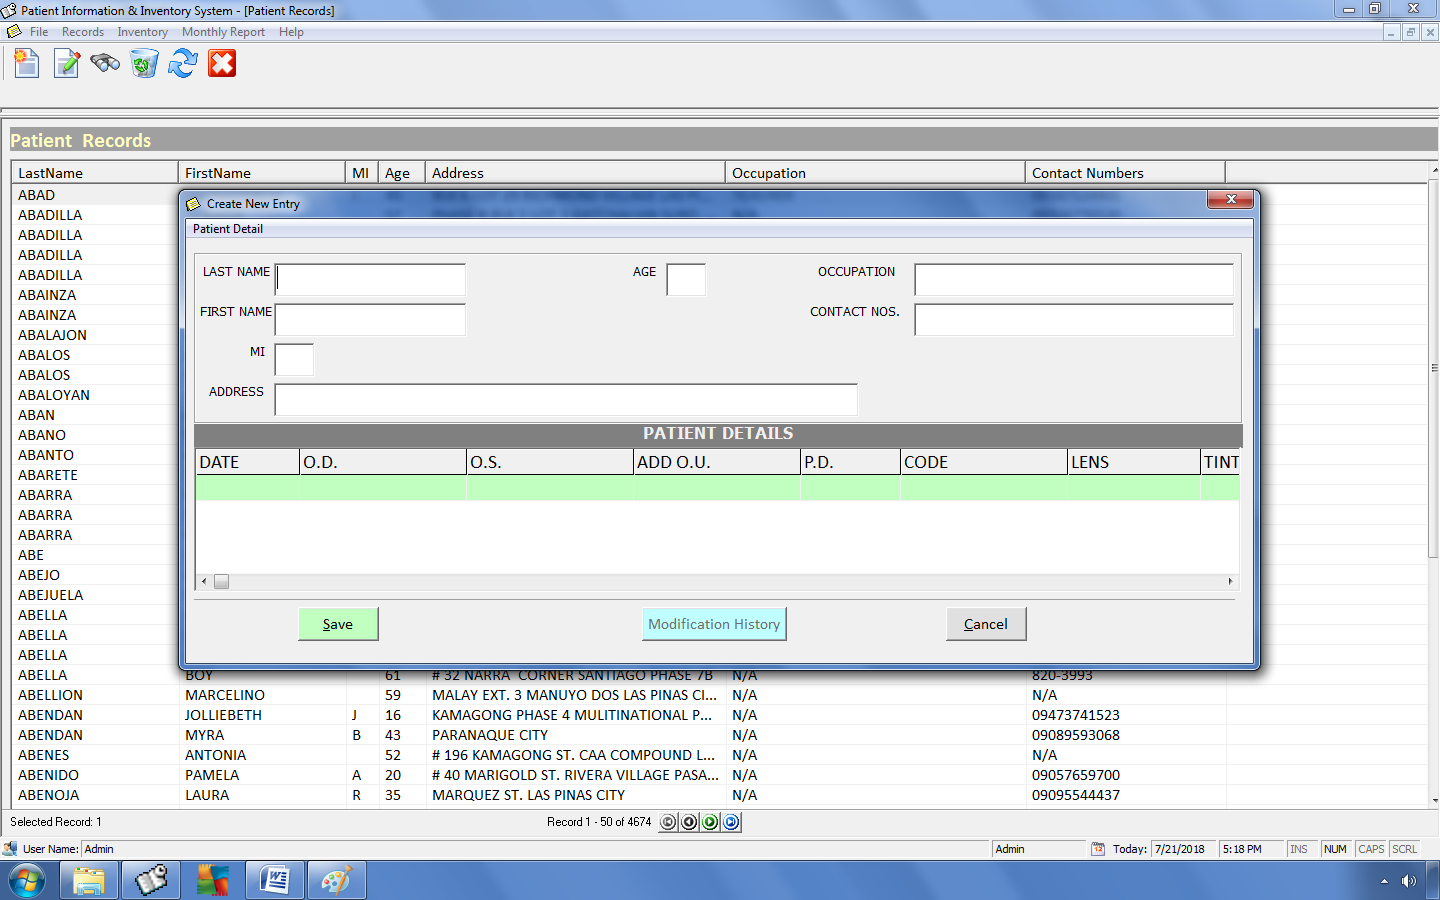 Patient Information & Inventory System - [Patient Records]
File Records Inventory Monthly Report Help
Patient Records
LastName FirstName MI Age Address Occupation Contact Numbers
ABAD
ABADILLA
ABADILLA
ABADILLA
ABADILLA
ABAINZA
ABAINZA
ABALAJON
ABALOS
ABALOS
ABALOYAN
ABAN
ABANO
ABANTO
ABARETE
ABARRA
ABARRA
ABARRA
ABE
ABEJO
ABEJUELA
ABELLA
ABELLA
ABELLA
Create New Entry
Patient Detail
LAST NAME AGE OCCUPATION
FIRST NAME CONTACT NOS.
MI
ADDRESS
PATIENT DETAILS
DATE O.D. O.S. ADD O.U. P.D. CODE LENS TINT
Save Modification History Cancel
ABELLA BOY 61 # 32 NARRA CORNER SANTIAGO PHASE 7B N/A 820-3993
ABELLION MARCELINO 59 MALAY EXT. 3 MANUYO DOS LAS PINAS CI... N/A N/A
ABENDAN JOLLIEBETH J 16 KAMAGONG PHASE 4 MULITINATIONAL P... N/A 09473741523
ABENDAN MYRA B 43 PARANAQUE CITY N/A 09089593068
ABENES ANTONIA 52 # 196 KAMAGONG ST. CAA COMPOUND L... N/A N/A
ABENIDO PAMELA A 20 # 40 MARIGOLD ST. RIVERA VILLAGE PASA... N/A 09057659700
ABENOJA LAURA R 35 MARQUEZ ST. LAS PINAS CITY N/A 09095544437
Selected Record: 1 Record 1 - 50 of 4674
User Name: Admin Admin Today: 7/21/2018 5:18 PM INS NUM CAPS SCRL